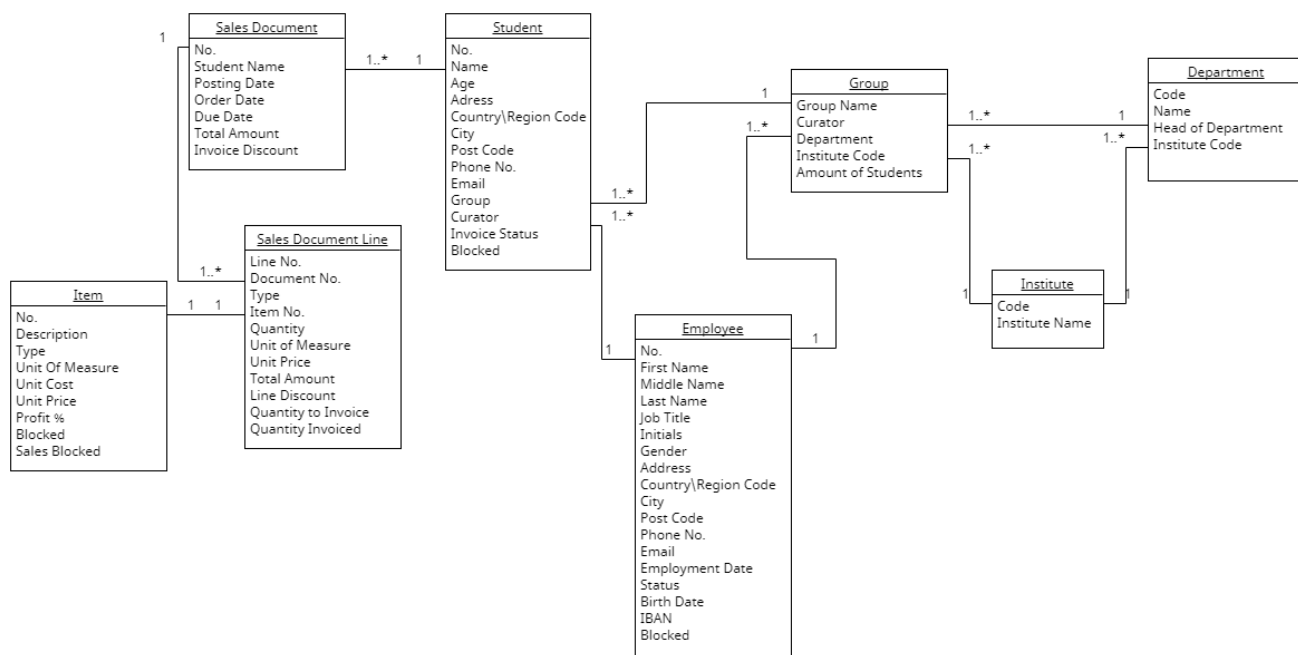 Sales Document
No.
Student Name
Posting Date
Order Date
Due Date
Total Amount
Invoice Discount
1
1..*
1..*
1
Student
No.
Name
Age
Adress
Country\Region Code
City
Post Code
Phone No.
Email
Group
Curator
Invoice Status
Blocked
1..*
1
1..*
1
Group
Group Name
Curator
Department
Institute Code
Amount of Students
1..*
1
1..*
1
1..*
1
Department
Code
Name
Head of Department
Institute Code
1..*
1
Sales Document Line
Line No.
Document No.
Type
Item No.
Quantity
Unit of Measure
Unit Price
Total Amount
Line Discount
Quantity to Invoice
Quantity Invoiced
1
1
Item
No.
Description
Type
Unit Of Measure
Unit Cost
Unit Price
Profit %
Blocked
Sales Blocked
Institute
Code
Institute Name
Employee
No.
First Name
Middle Name
Last Name
Job Title
Initials
Gender
Address
Country\Region Code
City
Post Code
Phone No.
Email
Employment Date
Status
Birth Date
IBAN
Blocked